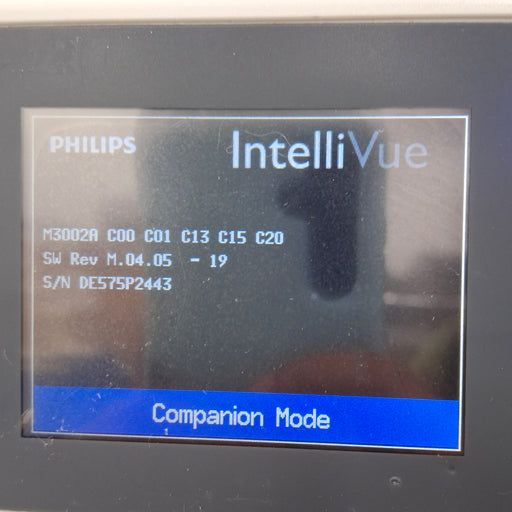 PHILIPS IntelliVue
M3002A C00 C01 C13 C15 C20
SW Rev M.04.05 - 19
S/N DE575P2443
Companion Mode